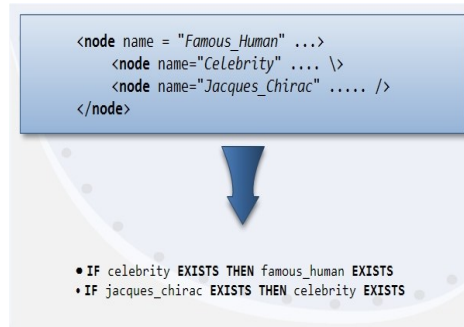 <node name = "Famous_Human" ...>
<node name="Celebrity" .... \>
<node name="Jacques_Chirac" ..... />
</node>
• IF celebrity EXISTS THEN famous_human EXISTS
• IF jacques_chirac EXISTS THEN celebrity EXISTS